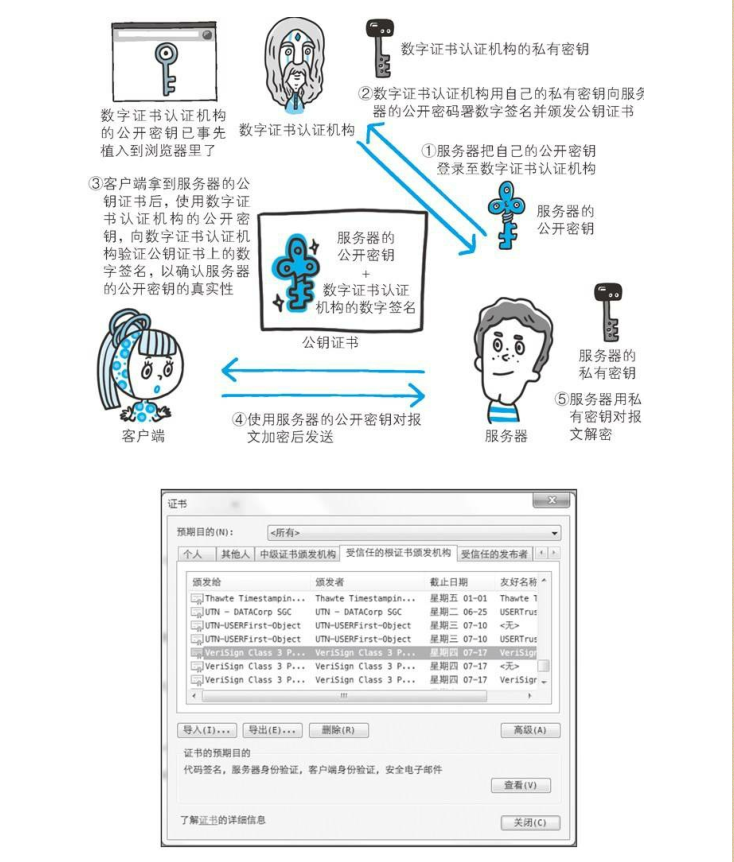 数字证书认证机构的私有密钥
②数字证书认证机构用自己的私有密钥向服务
器的公开密码署数字签名并颁发公钥证书
数字证书认证机构
的公开密钥已事先
植入到浏览器里了
数字证书认证机构
①服务器把自己的公开密钥
登录至数字证书认证机构
③客户端拿到服务器的公
钥证书后，使用数字证
书认证机构的公开密
钥，向数字证书认证机
构验证公钥证书上的数
字签名，以确认服务器
的公开密钥的真实性
服务器的
公开密钥
服务器的
公开密钥
+
数字证书认证
机构的数字签名
公钥证书
服务器的
私有密钥
④使用服务器的公开密钥对报
文加密后发送
⑤服务器用私
有密钥对报
文解密
客户端
服务器
证书
预期目的(N): <所有>
个人 其他人 中级证书颁发机构 受信任的根证书颁发机构 受信任的发布者
颁发给 颁发者 截止日期 友好名称
Thawte Timestampin... Thawte Timestampin... 星期五 01-01 Thawte T
UTN - DATACorp SGC UTN - DATACorp SGC 星期二 06-25 USERTrus
UTN-USERFirst-Object UTN-USERFirst-Object 星期三 07-10 <无>
UTN-USERFirst-Object UTN-USERFirst-Object 星期三 07-10 USERTrus
VeriSign Class 3 P... VeriSign Class 3 P... 星期四 07-17 VeriSign
VeriSign Class 3 P... VeriSign Class 3 P... 星期四 07-17 <无>
VeriSign Class 3 P... VeriSign Class 3 P... 星期四 07-17 VeriSign
导入(I)... 导出(E)... 删除(R) 高级(A)
证书的预期目的
代码签名, 服务器身份验证, 客户端身份验证, 安全电子邮件
查看(V)
了解证书的详细信息
关闭(C)